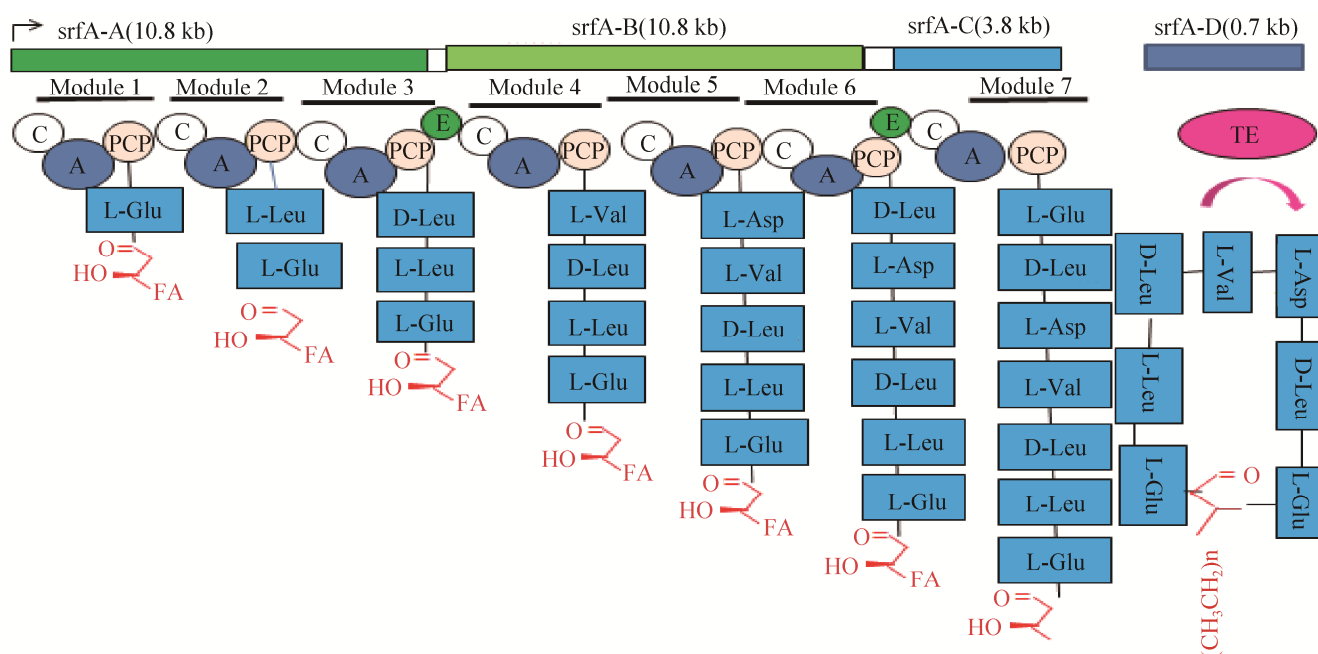 srfA-A(10.8 kb)
srfA-B(10.8 kb)
srfA-C(3.8 kb)
srfA-D(0.7 kb)
Module 1
Module 2
Module 3
Module 4
Module 5
Module 6
Module 7
C
A
PCP
L-Glu
O
HO
FA
C
A
PCP
L-Leu
L-Glu
O
HO
FA
C
A
PCP
E
D-Leu
L-Leu
L-Glu
O
HO
FA
C
A
PCP
L-Val
D-Leu
L-Leu
L-Glu
O
HO
FA
C
A
PCP
L-Asp
L-Val
D-Leu
L-Leu
L-Glu
O
HO
FA
C
A
PCP
E
D-Leu
L-Asp
L-Val
D-Leu
L-Leu
L-Glu
O
HO
FA
C
A
PCP
L-Glu
D-Leu
L-Asp
L-Val
D-Leu
L-Leu
L-Glu
O
HO
TE
D-Leu
L-Val
L-Asp
L-Leu
D-Leu
L-Glu
O
L-Glu
(CH3CH2)n